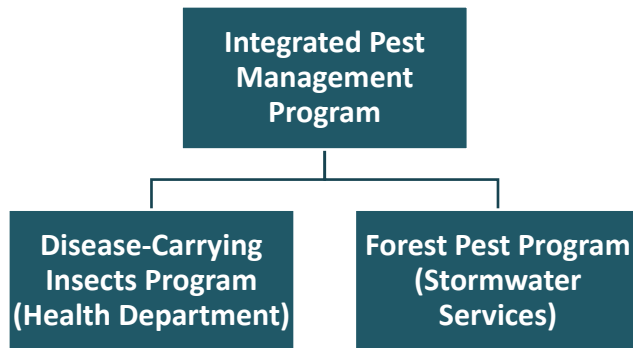 Integrated Pest
Management
Program
Disease-Carrying
Insects Program
(Health Department)
Forest Pest Program
(Stormwater
Services)